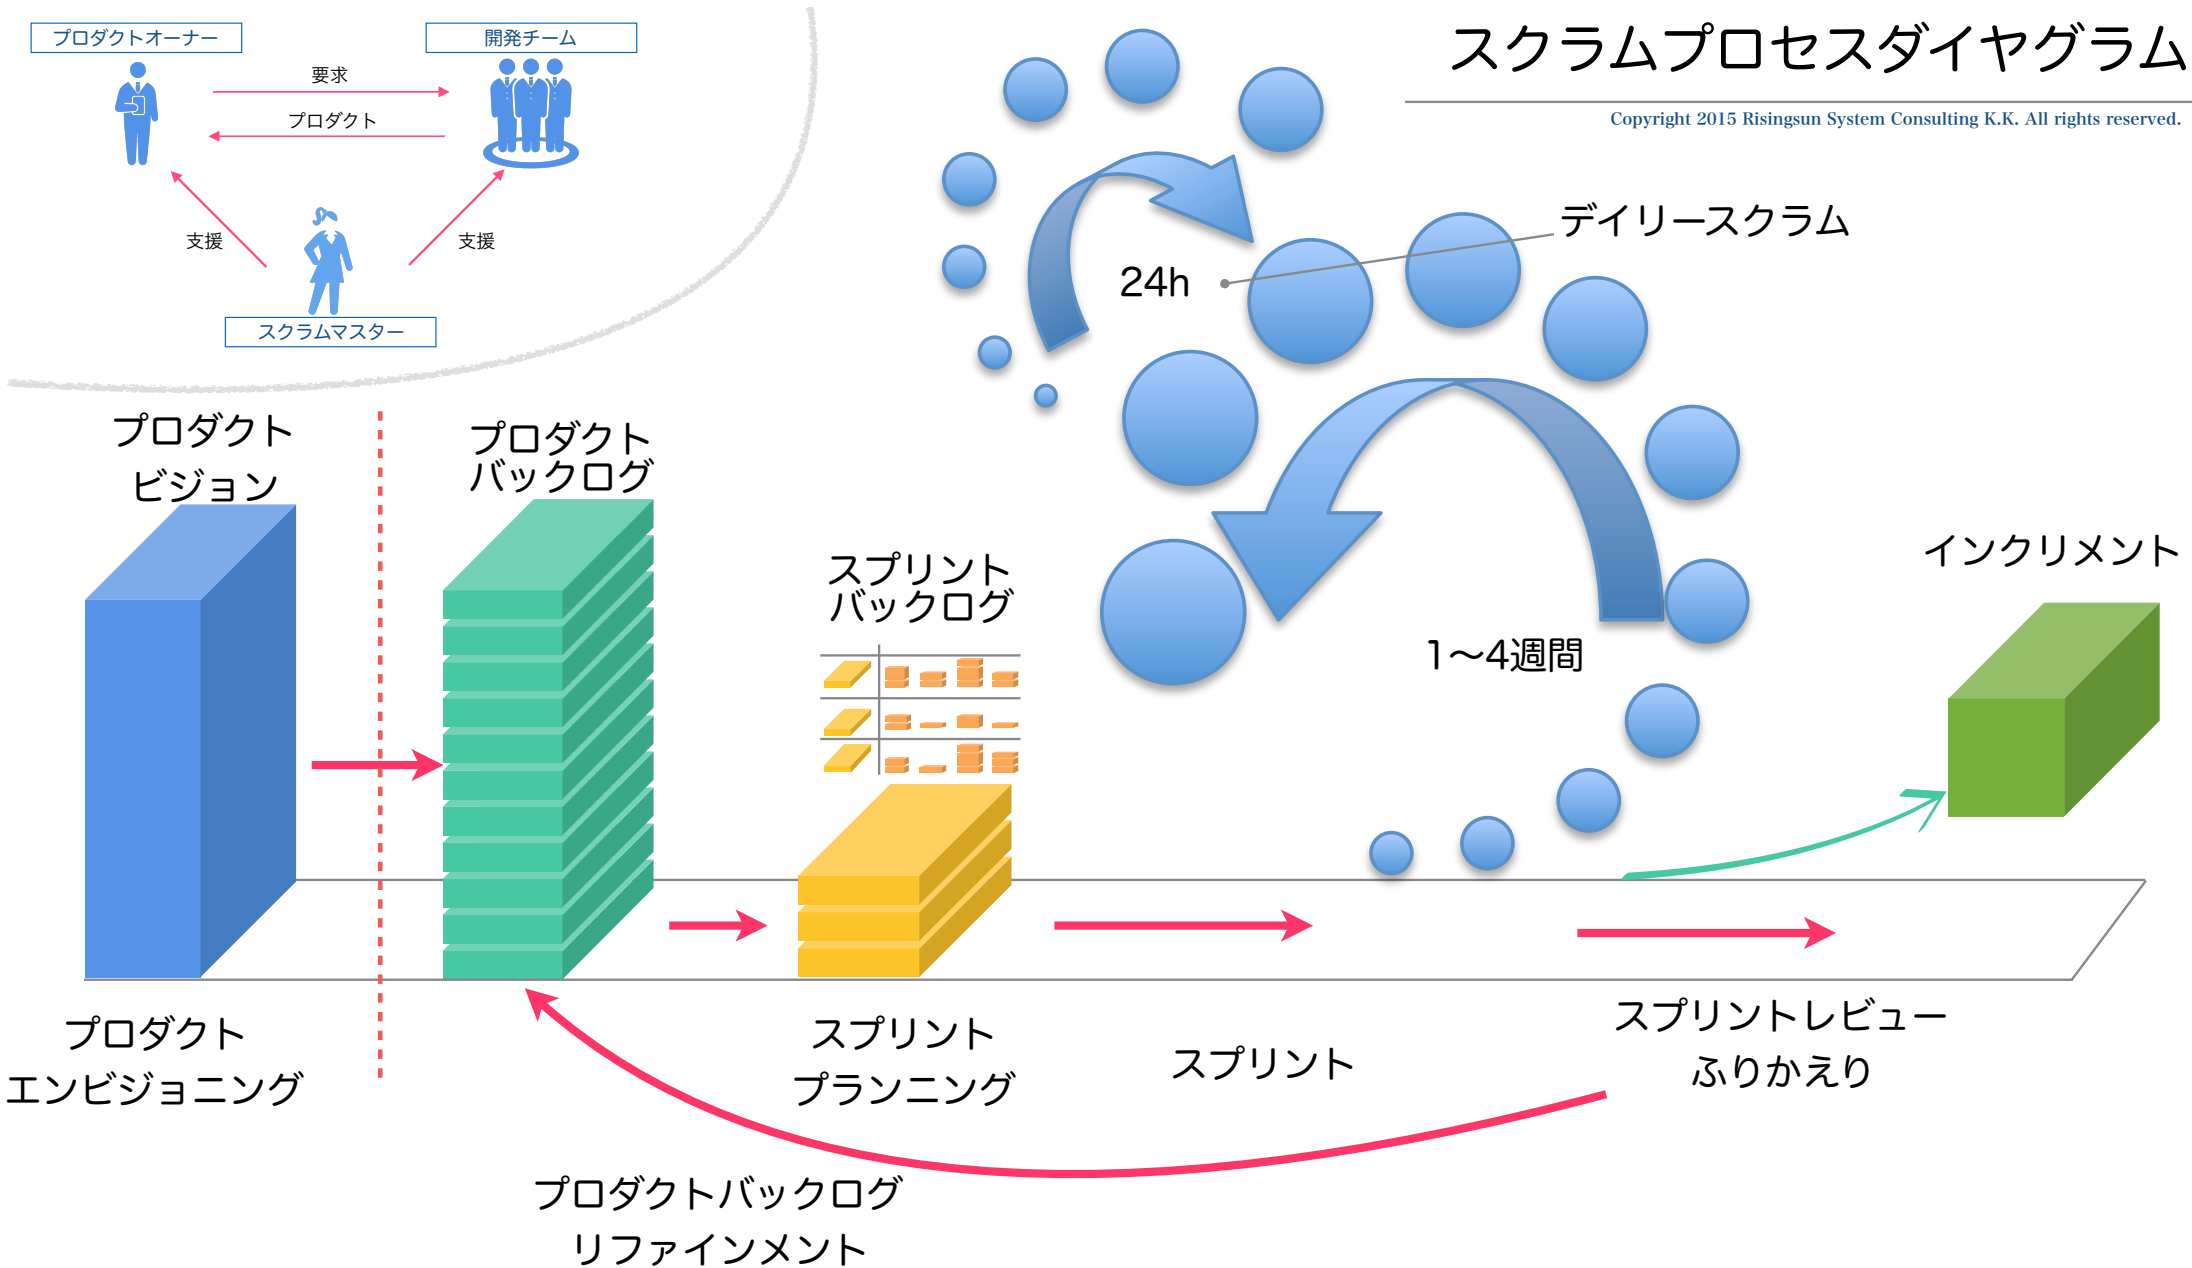 スクラムプロセスダイヤグラム
Copyright 2015 Risingsun System Consulting K.K. All rights reserved.
プロダクトオーナー
開発チーム
要求
プロダクト
支援
支援
スクラムマスター
デイリースクラム
24h
1〜4週間
プロダクト
ビジョン
プロダクト
バックログ
スプリント
バックログ
インクリメント
プロダクト
エンビジョニング
スプリント
プランニング
スプリント
スプリントレビュー
ふりかえり
プロダクトバックログ
リファインメント